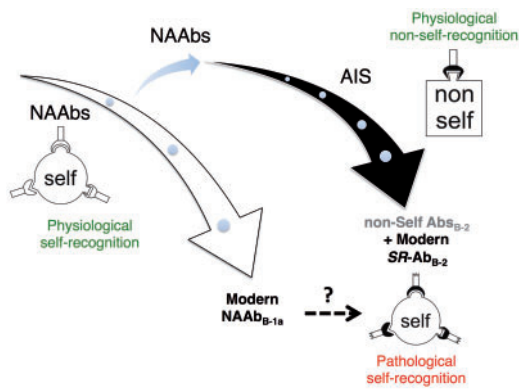 Physiological
non-self-recognition
NAAbs
AIS
non
self
NAAbs
self
Physiological
self-recognition
non-Self AbsB-2
+ Modern
SR-AbB-2
Modern
NAAbB-1a
?
self
Pathological
self-recognition